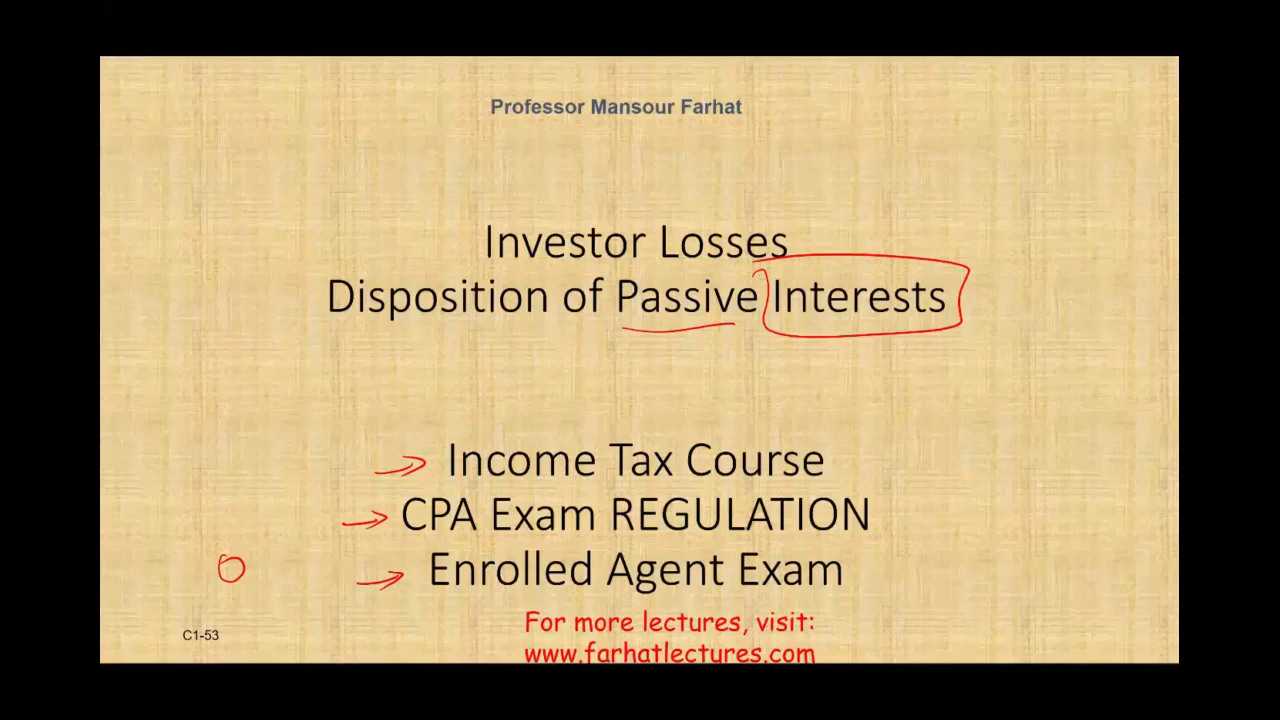 Professor Mansour Farhat
Investor Losses
Disposition of Passive Interests
Income Tax Course
CPA Exam REGULATION
Enrolled Agent Exam
For more lectures, visit:
www.farhatlectures.com
C1-53